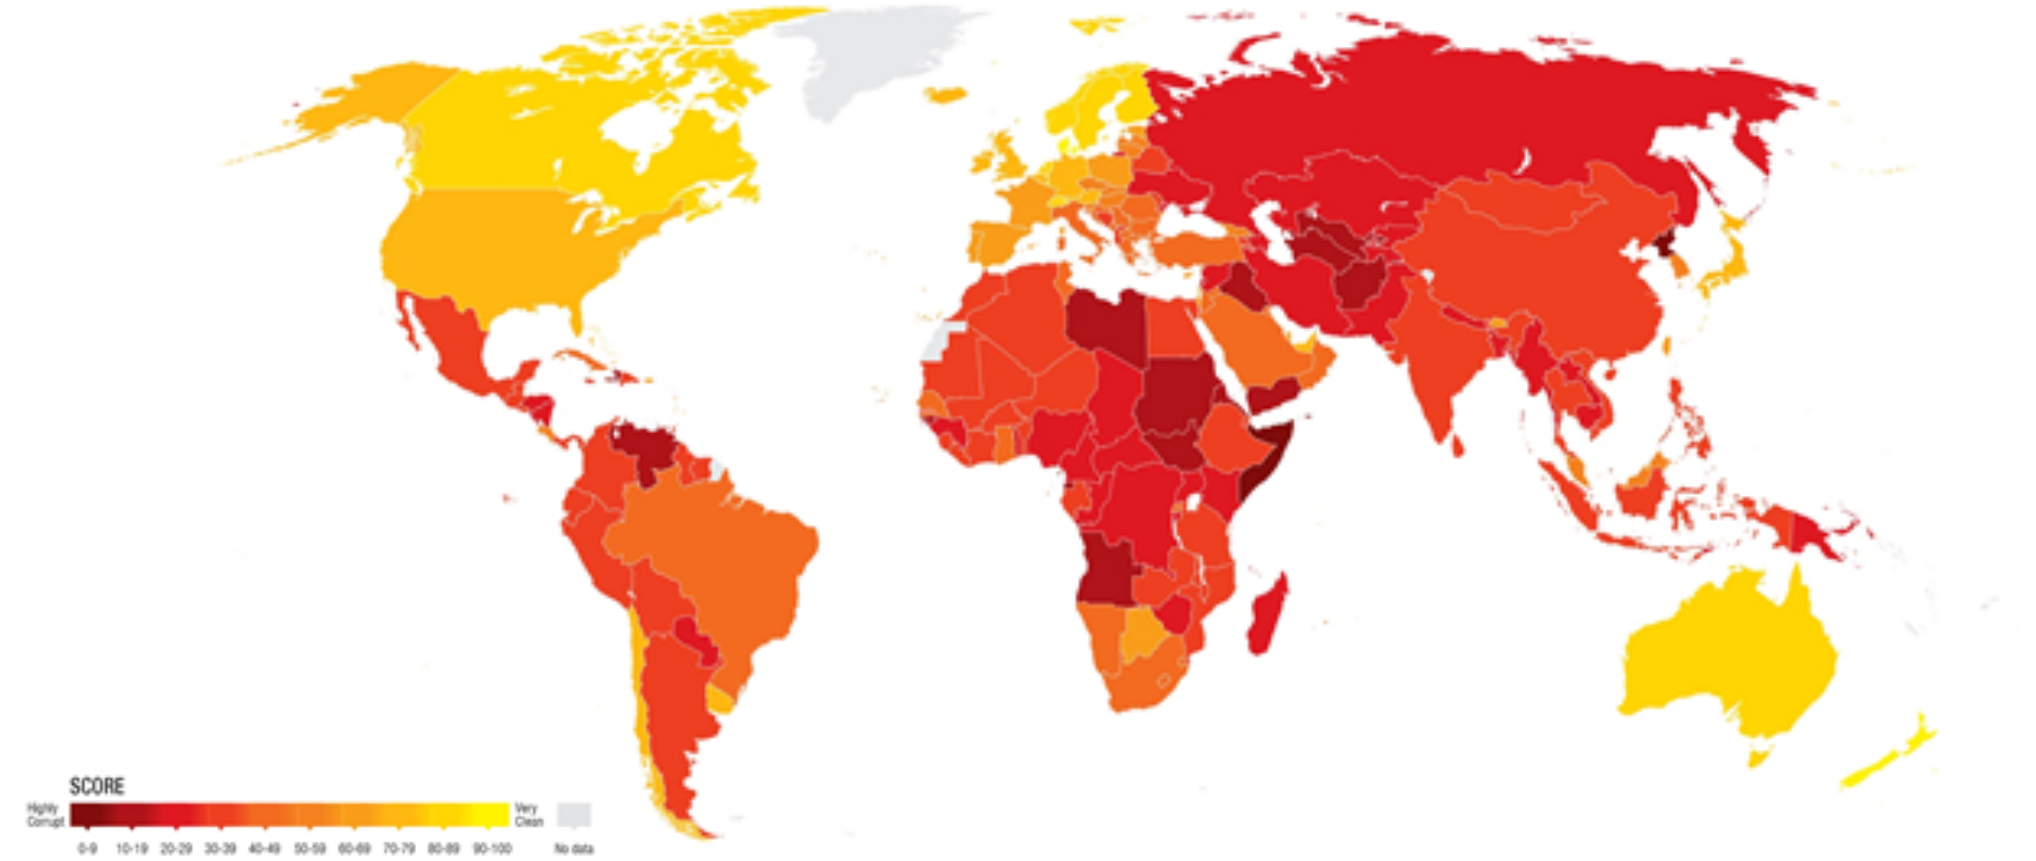 SCORE
Highly
Corrupt
Very
Clean
0-9 10-19 20-29 30-39 40-49 50-59 60-69 70-79 80-89 90-100 No data